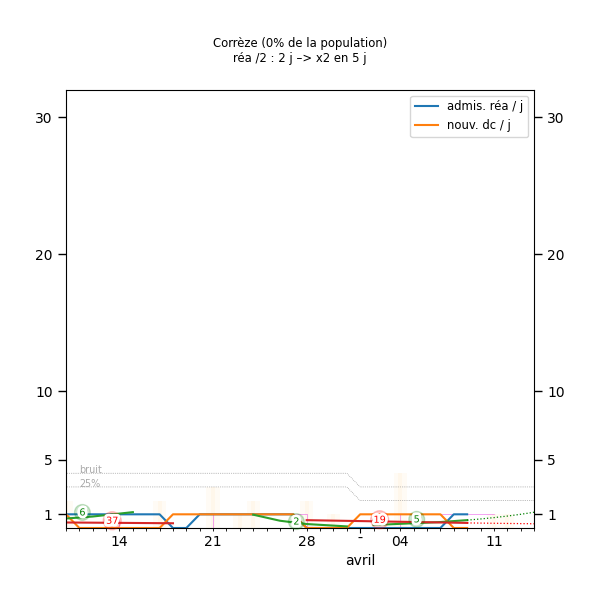 Corrèze (0% de la population)
réa /2 : 2 j –> x2 en 5 j
admis. réa / j
nouv. dc / j
30 30
20 20
10 10
5 5
bruit
25%
1 6 37 2 19 5 1
14 21 28 - 04 11
avril